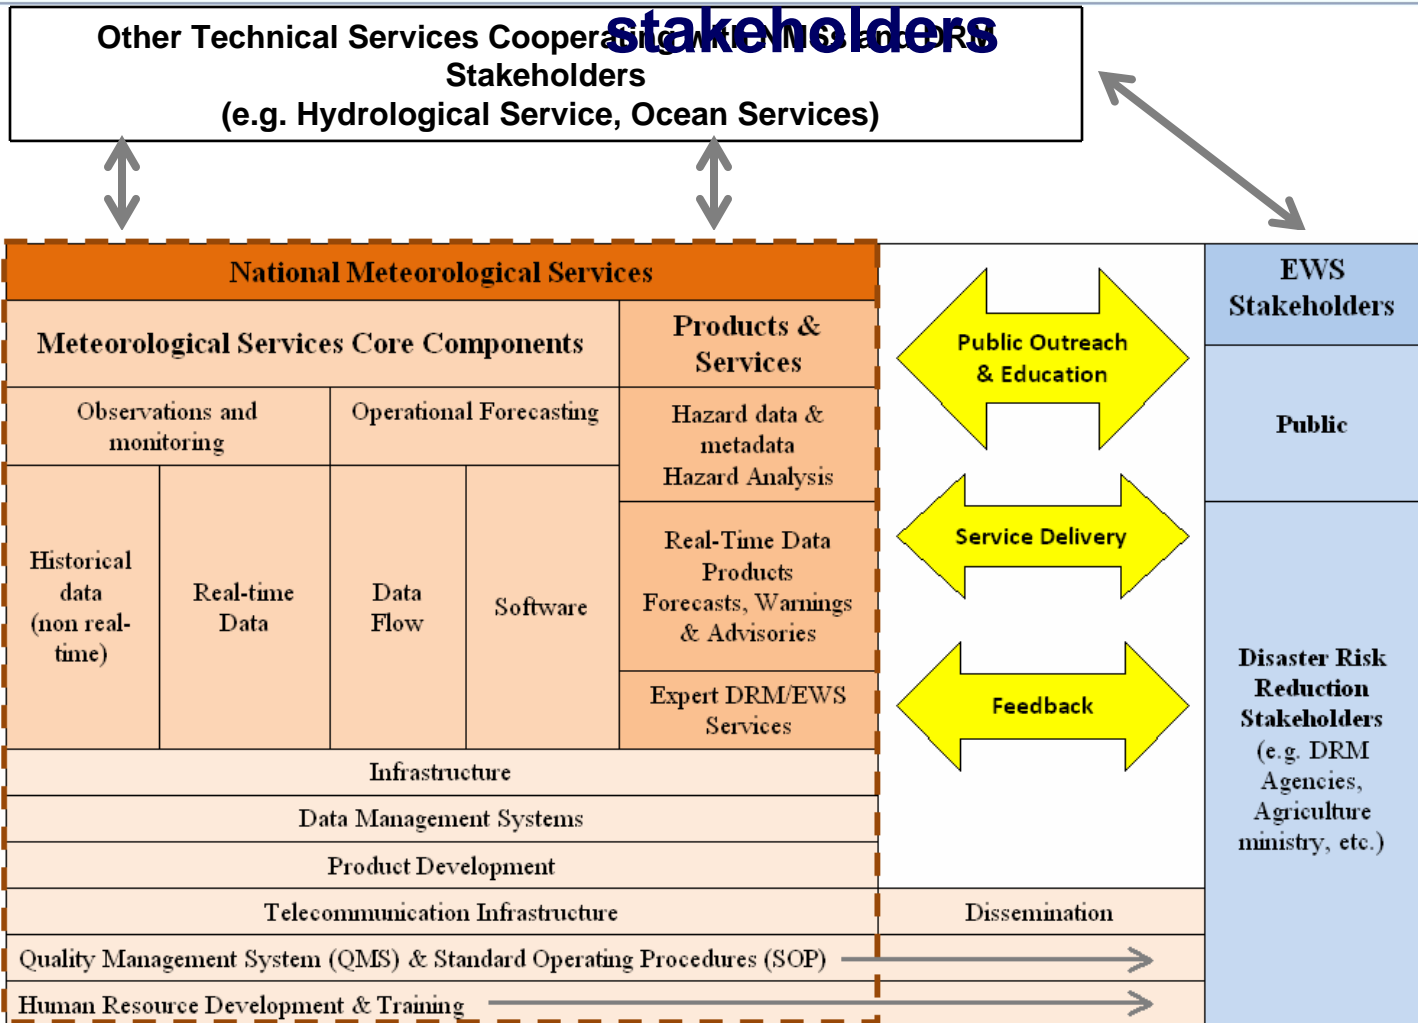 stakeholders
Other Technical Services Cooperating with NMSs and DRM
Stakeholders
(e.g. Hydrological Service, Ocean Services)
National Meteorological Services
Meteorological Services Core Components
Products &
Services
Observations and
monitoring
Operational Forecasting
Hazard data &
metadata
Hazard Analysis
Historical
data
(non real-
time)
Real-time
Data
Data
Flow
Software
Real-Time Data
Products
Forecasts, Warnings
& Advisories
Expert DRM/EWS
Services
Infrastructure
Data Management Systems
Product Development
Telecommunication Infrastructure
Dissemination
Quality Management System (QMS) & Standard Operating Procedures (SOP)
Human Resource Development & Training
Public Outreach
& Education
Service Delivery
Feedback
EWS
Stakeholders
Public
Disaster Risk
Reduction
Stakeholders
(e.g. DRM
Agencies,
Agriculture
ministry, etc.)